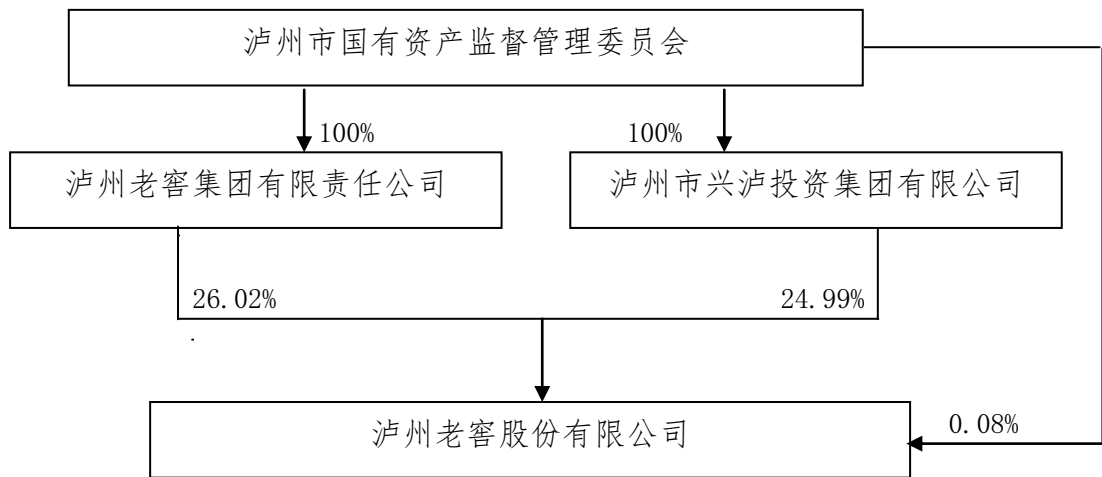 泸州市国有资产监督管理委员会
100%
100%
泸州老窖集团有限责任公司
泸州市兴泸投资集团有限公司
26.02%
24.99%
泸州老窖股份有限公司
0.08%